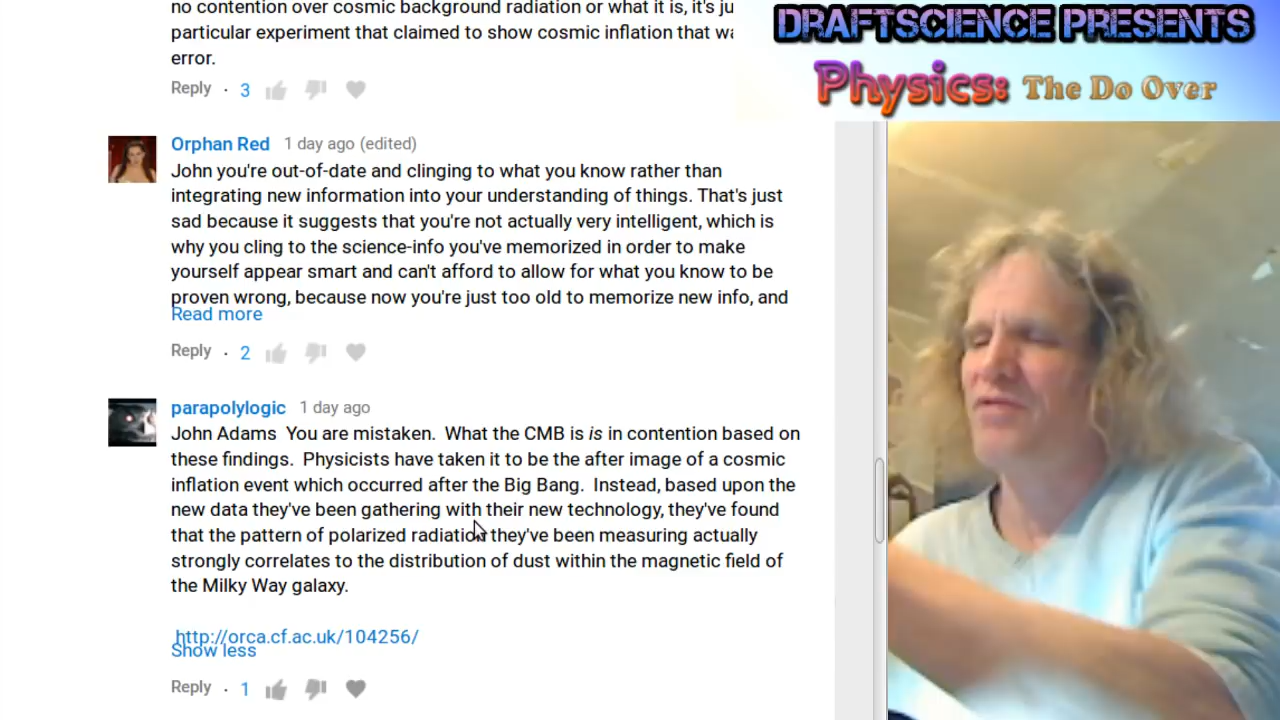 no contention over cosmic background radiation or what it is, it's ju
particular experiment that claimed to show cosmic inflation that wa
error.
Reply · 3
Orphan Red 1 day ago (edited)
John you're out-of-date and clinging to what you know rather than
integrating new information into your understanding of things. That's just
sad because it suggests that you're not actually very intelligent, which is
why you cling to the science-info you've memorized in order to make
yourself appear smart and can't afford to allow for what you know to be
proven wrong, because now you're just too old to memorize new info, and
Read more
Reply · 2
parapolylogic 1 day ago
John Adams You are mistaken. What the CMB is is in contention based on
these findings. Physicists have taken it to be the after image of a cosmic
inflation event which occurred after the Big Bang. Instead, based upon the
new data they've been gathering with their new technology, they've found
that the pattern of polarized radiation they've been measuring actually
strongly correlates to the distribution of dust within the magnetic field of
the Milky Way galaxy.
http://orca.cf.ac.uk/104256/
Show less
Reply · 1
DRAFTSCIENCE PRESENTS
Physics: The Do Over